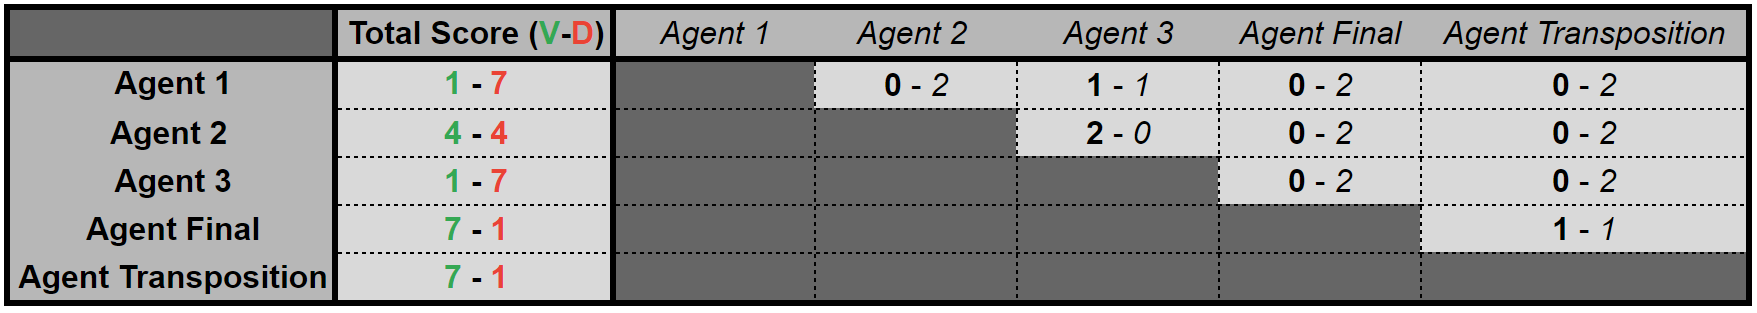 Total Score (V-D) Agent 1 Agent 2 Agent 3 Agent Final Agent Transposition
Agent 1 1 - 7 0 - 2 1 - 1 0 - 2 0 - 2
Agent 2 4 - 4 2 - 0 0 - 2 0 - 2
Agent 3 1 - 7 0 - 2 0 - 2
Agent Final 7 - 1 1 - 1
Agent Transposition 7 - 1